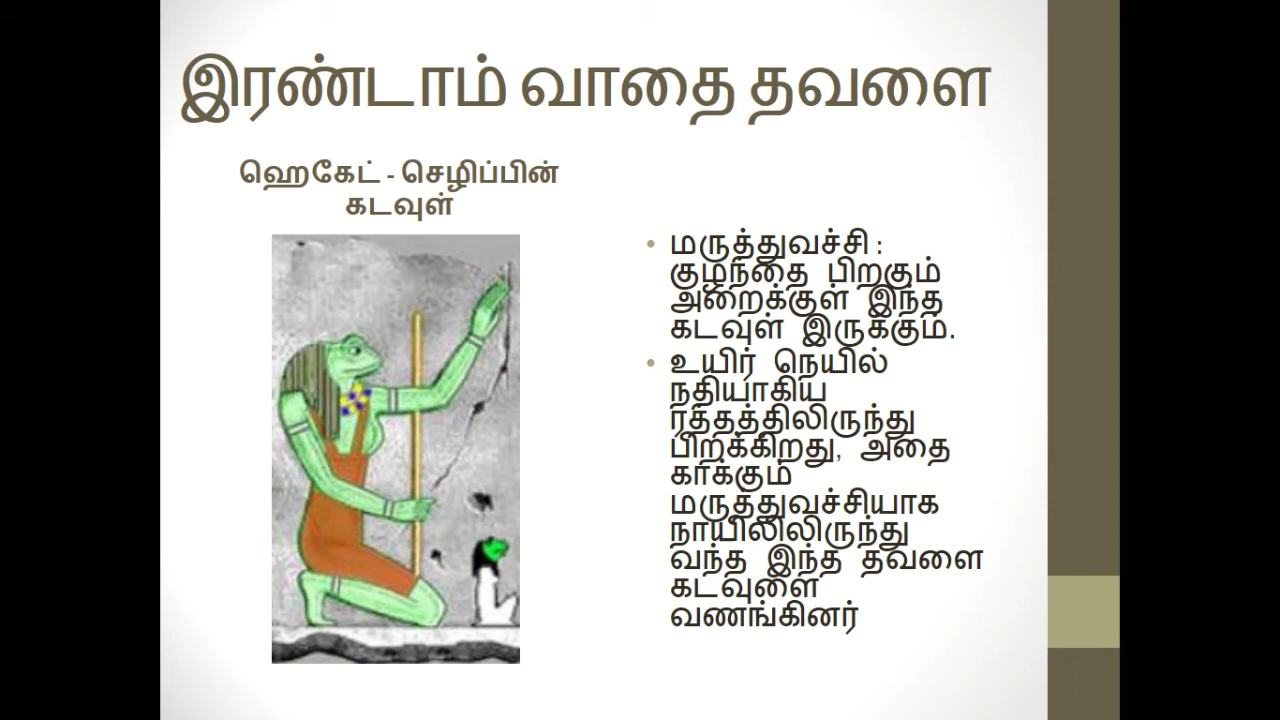 இரண்டாம் வாதை தவளை
ஹெகேட் - செழிப்பின்
கடவுள்
• மருத்துவச்சி :
குழந்தை பிறகும்
அறைக்குள் இந்த
கடவுள் இருக்கும்.
• உயிர் நெயில்
நதியாகிய
ரத்தத்திலிருந்து
பிறக்கிறது, அதை
காக்கும்
மருத்துவச்சியாக
நாயிலிலிருந்து
வந்த இந்த தவளை
கடவுளை
வணங்கினர்